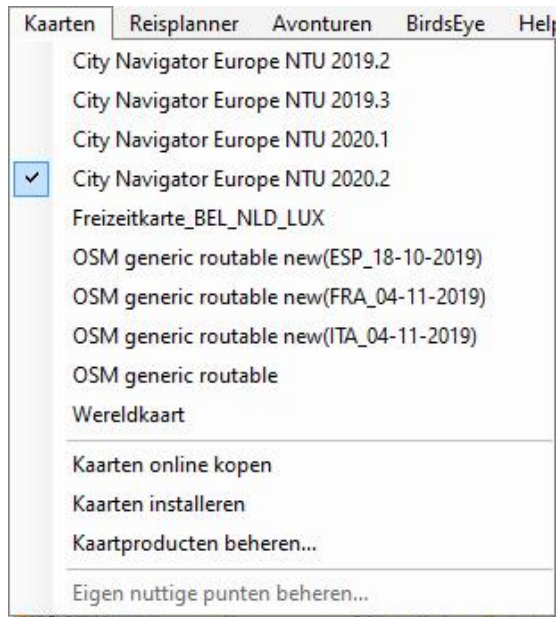 Kaarten Reisplanner Avonturen BirdsEye Help
City Navigator Europe NTU 2019.2
City Navigator Europe NTU 2019.3
City Navigator Europe NTU 2020.1
City Navigator Europe NTU 2020.2
Freizeitkarte_BEL_NLD_LUX
OSM generic routable new(ESP_18-10-2019)
OSM generic routable new(FRA_04-11-2019)
OSM generic routable new(ITA_04-11-2019)
OSM generic routable
Wereldkaart
Kaarten online kopen
Kaarten installeren
Kaartproducten beheren...
Eigen nuttige punten beheren...